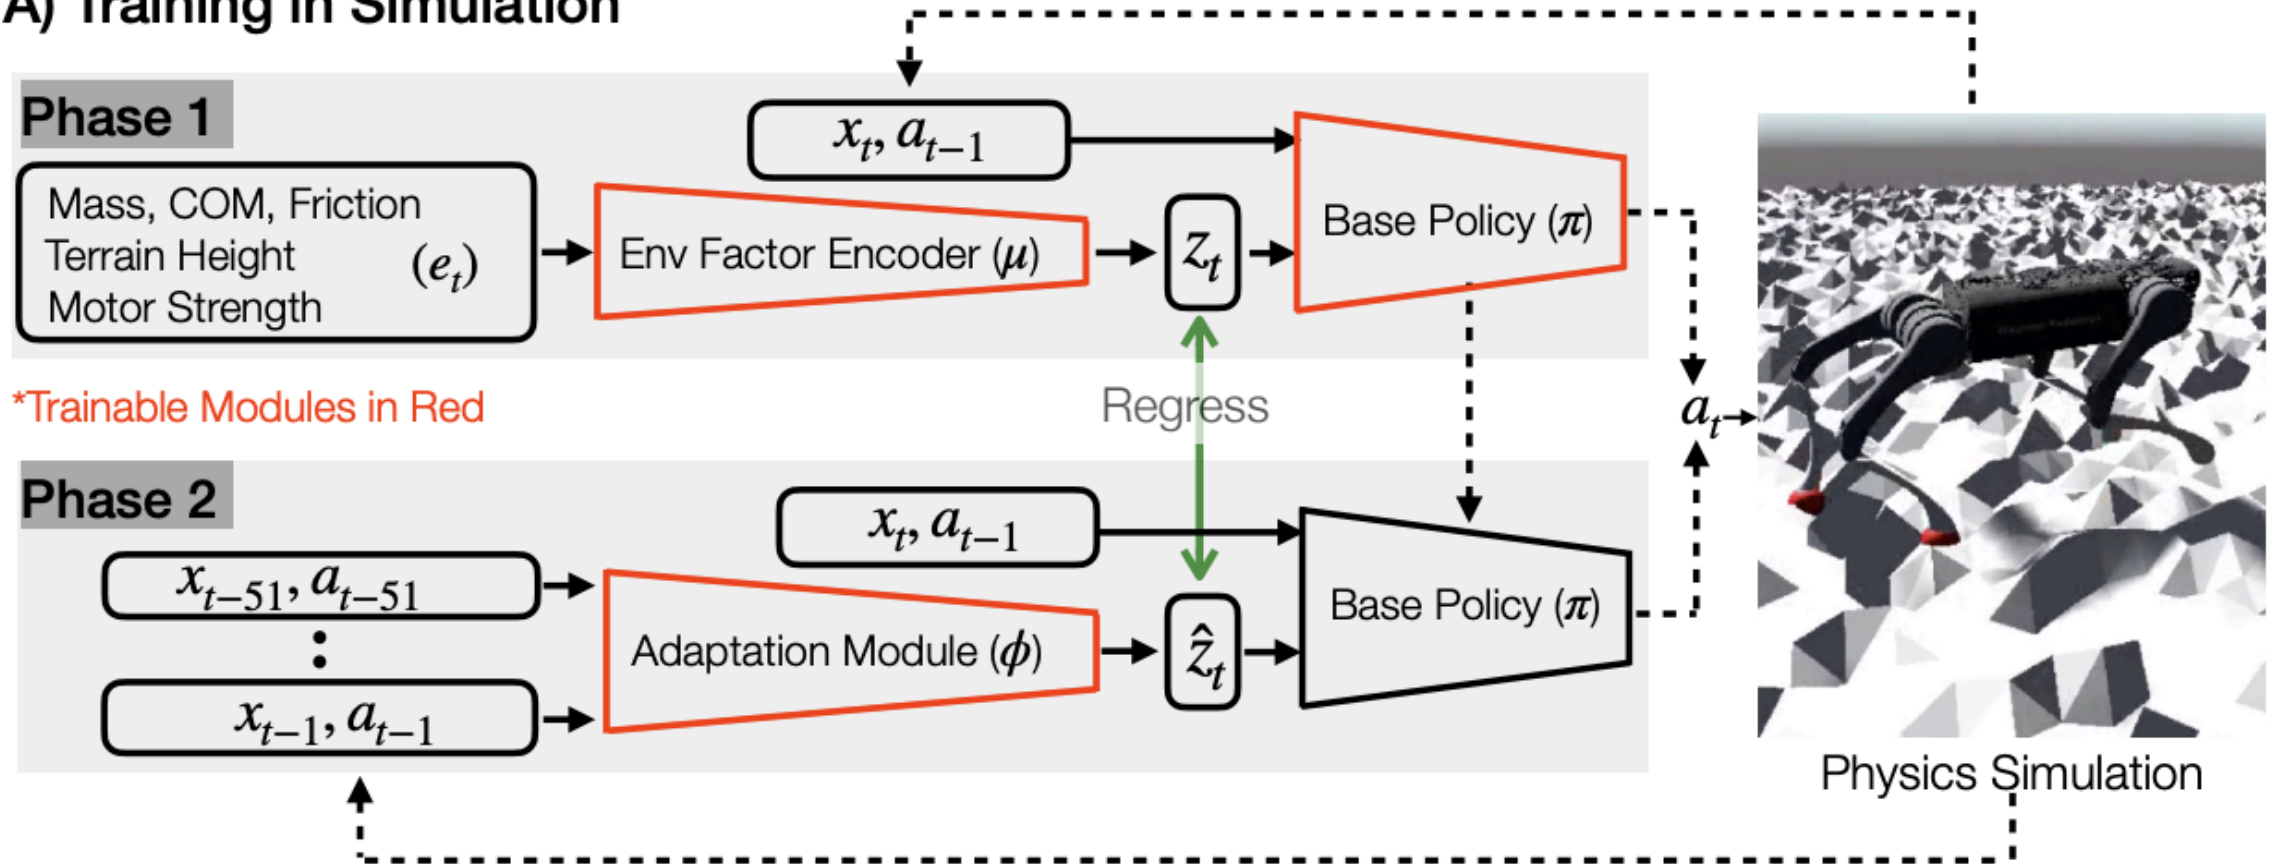 A) Training in Simulation
Phase 1
x_t, a_{t−1}
Mass, COM, Friction
Terrain Height
(e_t)
Motor Strength
Env Factor Encoder (μ)
z_t
Base Policy (π)
*Trainable Modules in Red
Regress
a_t
Phase 2
x_t, a_{t−1}
x_{t−51}, a_{t−51}
⋮
x_{t−1}, a_{t−1}
Adaptation Module (ϕ)
ẑ_t
Base Policy (π)
Physics Simulation